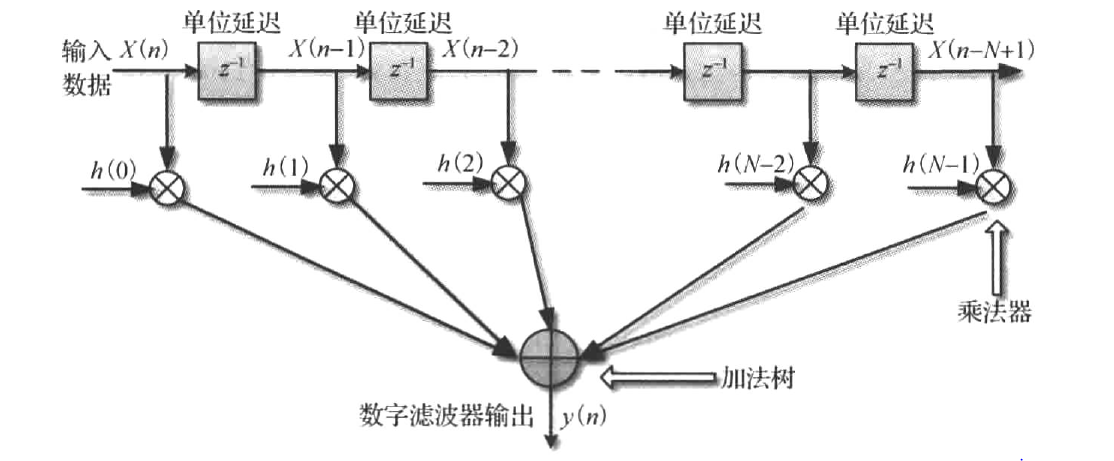 单位延迟 单位延迟 单位延迟 单位延迟
输入 X(n) X(n−1) X(n−2) X(n−N+1)
数据 z⁻¹ z⁻¹ z⁻¹ z⁻¹
h(0) h(1) h(2) h(N−2) h(N−1)
乘法器
加法树
数字滤波器输出 y(n)